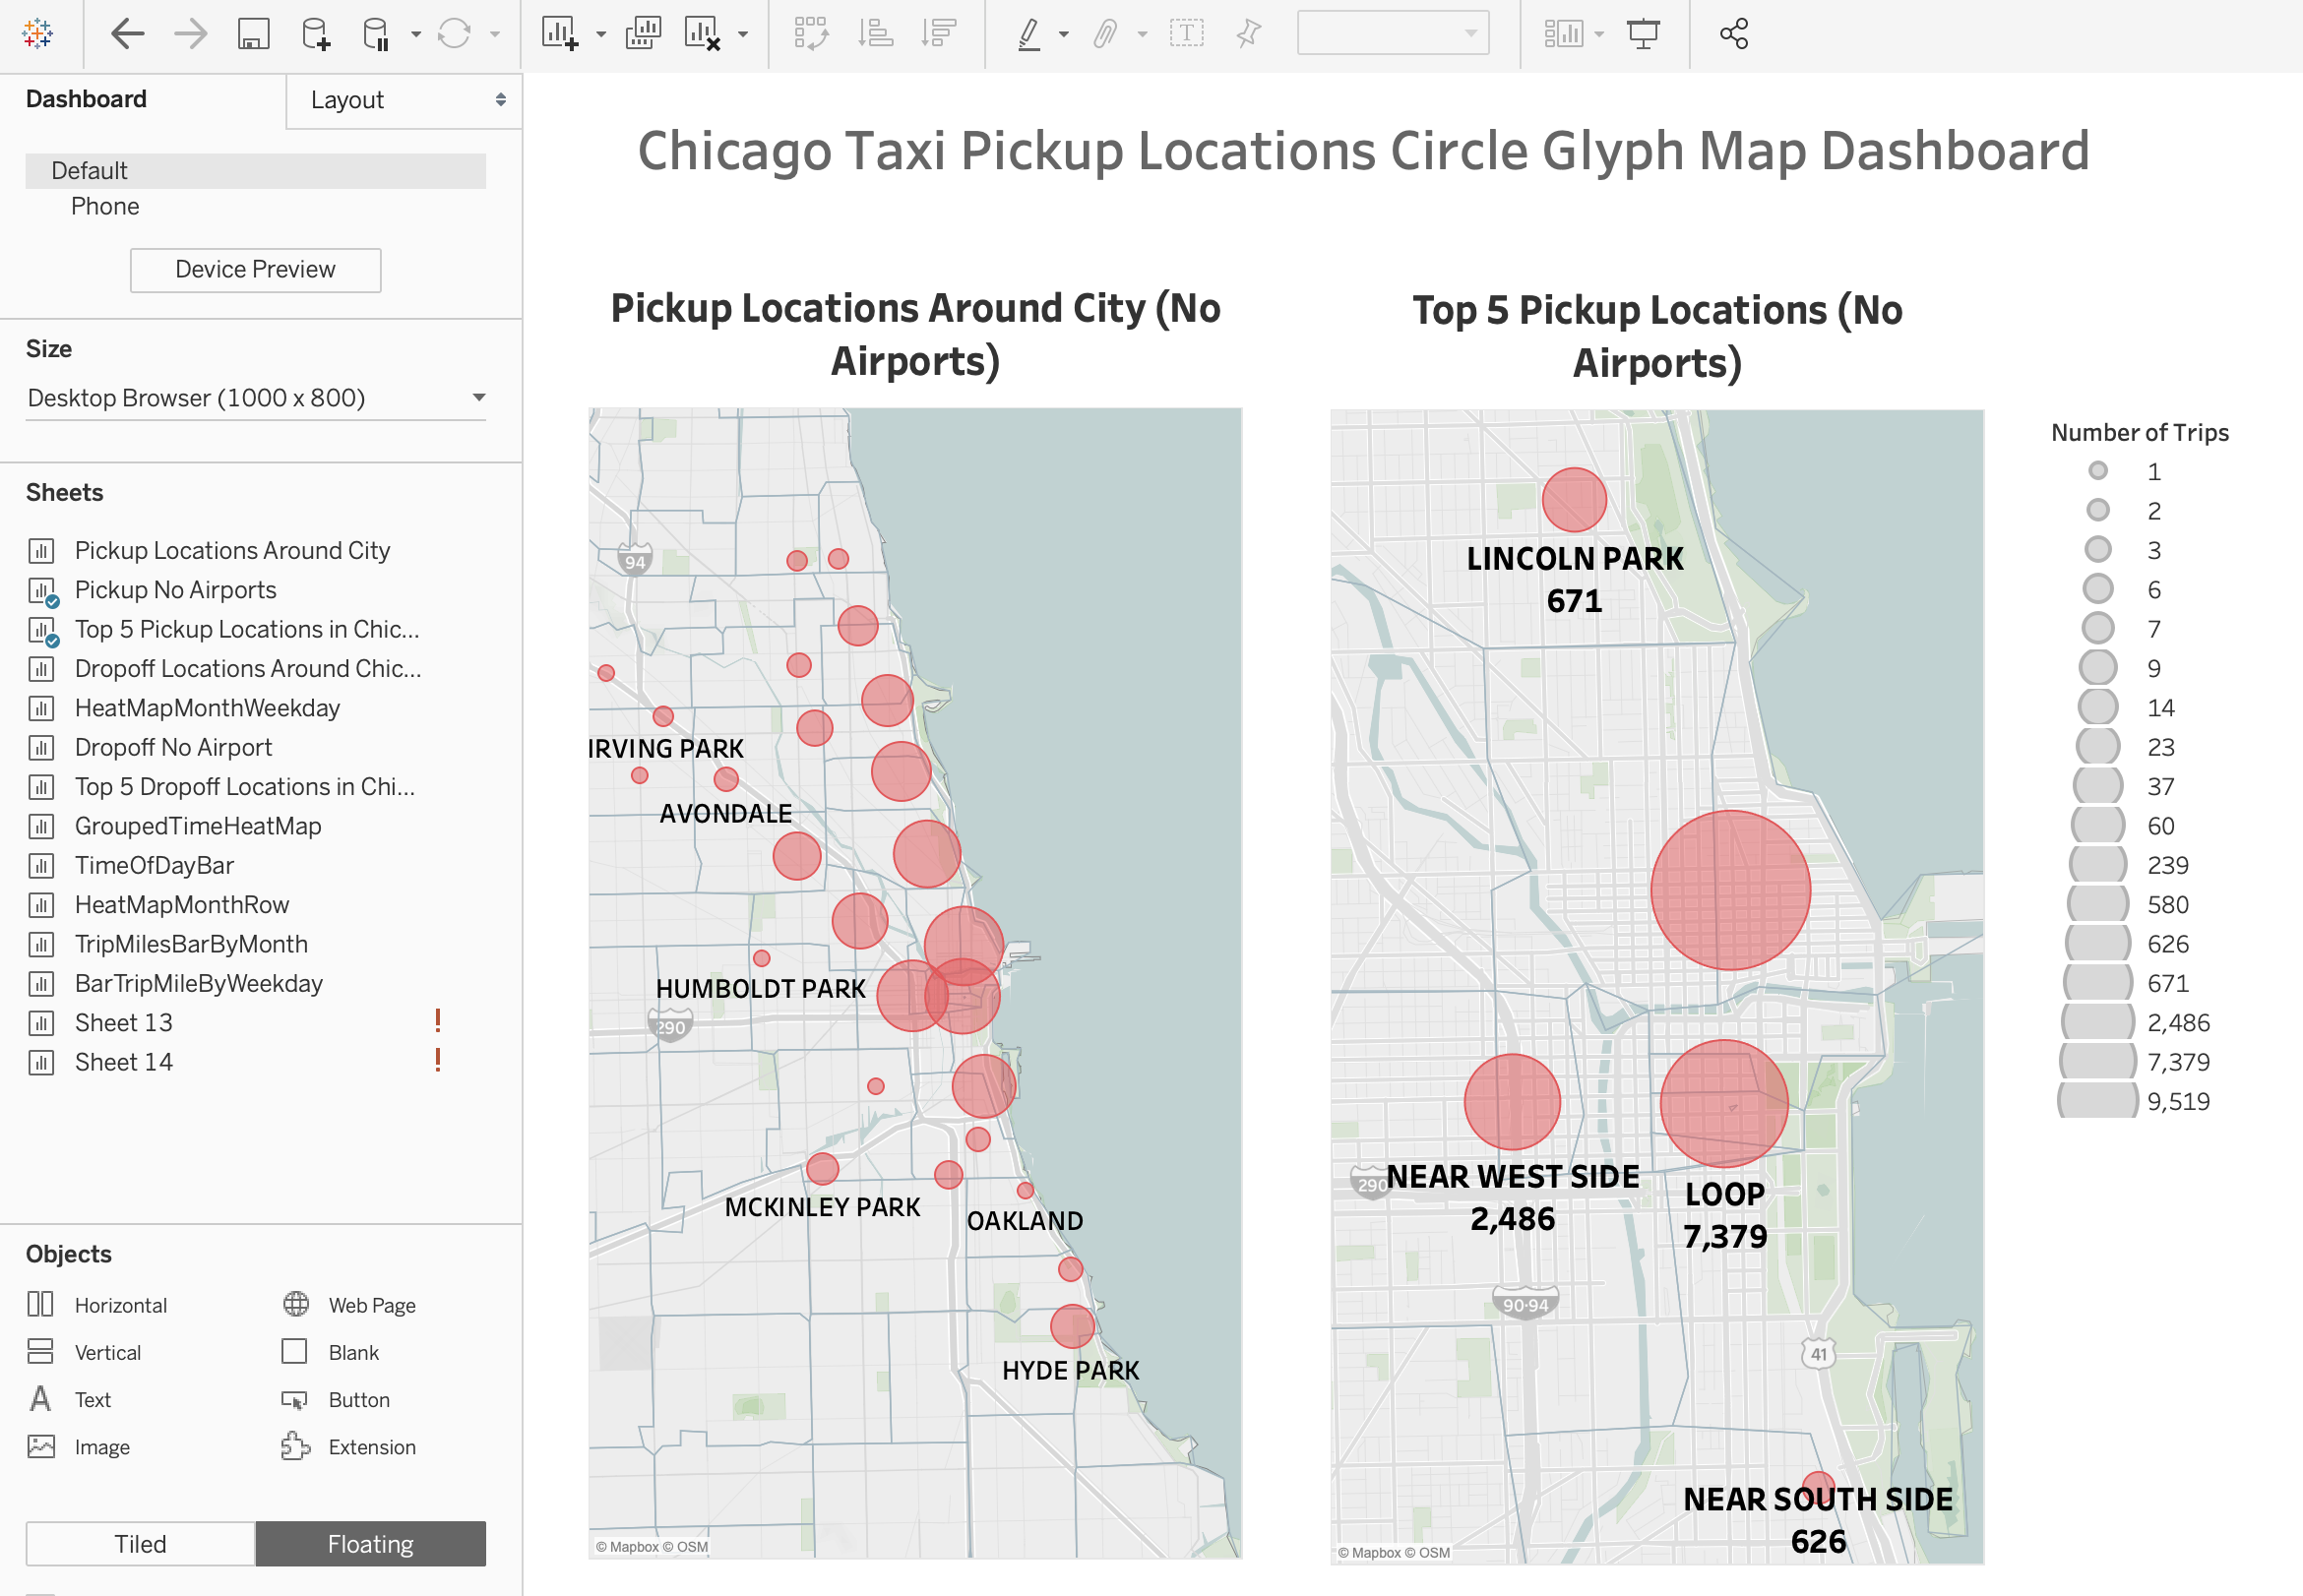 Dashboard
Layout
Default
Phone
Device Preview
Size
Desktop Browser (1000 x 800)
Sheets
Pickup Locations Around City
Pickup No Airports
Top 5 Pickup Locations in Chic...
Dropoff Locations Around Chic...
HeatMapMonthWeekday
Dropoff No Airport
Top 5 Dropoff Locations in Chi...
GroupedTimeHeatMap
TimeOfDayBar
HeatMapMonthRow
TripMilesBarByMonth
BarTripMileByWeekday
Sheet 13 !
Sheet 14 !
Objects
Horizontal
Web Page
Vertical
Blank
A Text
Button
Image
Extension
Tiled
Floating
Chicago Taxi Pickup Locations Circle Glyph Map Dashboard
Pickup Locations Around City (No
Airports)
94
IRVING PARK
AVONDALE
HUMBOLDT PARK
290
MCKINLEY PARK
OAKLAND
HYDE PARK
© Mapbox © OSM
Top 5 Pickup Locations (No
Airports)
LINCOLN PARK
671
290
NEAR WEST SIDE
2,486
LOOP
7,379
90·94
41
NEAR SOUTH SIDE
626
© Mapbox © OSM
Number of Trips
1
2
3
6
7
9
14
23
37
60
239
580
626
671
2,486
7,379
9,519